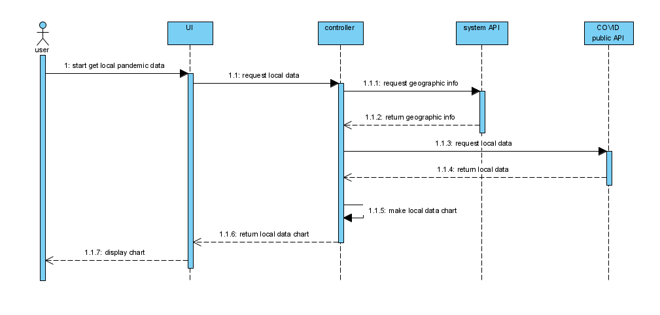 UI
controller
system API
COVID
public API
user
1: start get local pandemic data
1.1: request local data
1.1.1: request geographic info
1.1.2: return geographic info
1.1.3: request local data
1.1.4: return local data
1.1.5: make local data chart
1.1.6: return local data chart
1.1.7: display chart